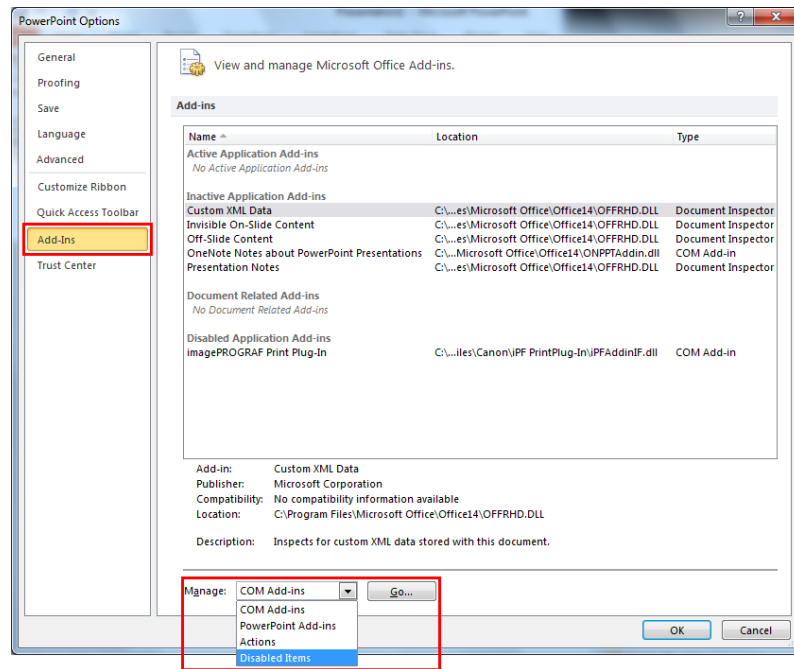 PowerPoint Options
General
Proofing
Save
Language
Advanced
Customize Ribbon
Quick Access Toolbar
Add-Ins
Trust Center
View and manage Microsoft Office Add-ins.
Add-ins
Name Location Type
Active Application Add-ins
No Active Application Add-ins
Inactive Application Add-ins
Custom XML Data C:\...es\Microsoft Office\Office14\OFFRHD.DLL Document Inspector
Invisible On-Slide Content C:\...es\Microsoft Office\Office14\OFFRHD.DLL Document Inspector
Off-Slide Content C:\...es\Microsoft Office\Office14\OFFRHD.DLL Document Inspector
OneNote Notes about PowerPoint Presentations C:\...Microsoft Office\Office14\ONPPTAddin.dll COM Add-in
Presentation Notes C:\...es\Microsoft Office\Office14\OFFRHD.DLL Document Inspector
Document Related Add-ins
No Document Related Add-ins
Disabled Application Add-ins
imagePROGRAF Print Plug-In C:\...iles\Canon\iPF PrintPlug-In\iPFAddinIF.dll COM Add-in
Add-in: Custom XML Data
Publisher: Microsoft Corporation
Compatibility: No compatibility information available
Location: C:\Program Files\Microsoft Office\Office14\OFFRHD.DLL
Description: Inspects for custom XML data stored with this document.
Manage: COM Add-ins Go...
COM Add-ins
PowerPoint Add-ins
Actions
Disabled Items
OK Cancel